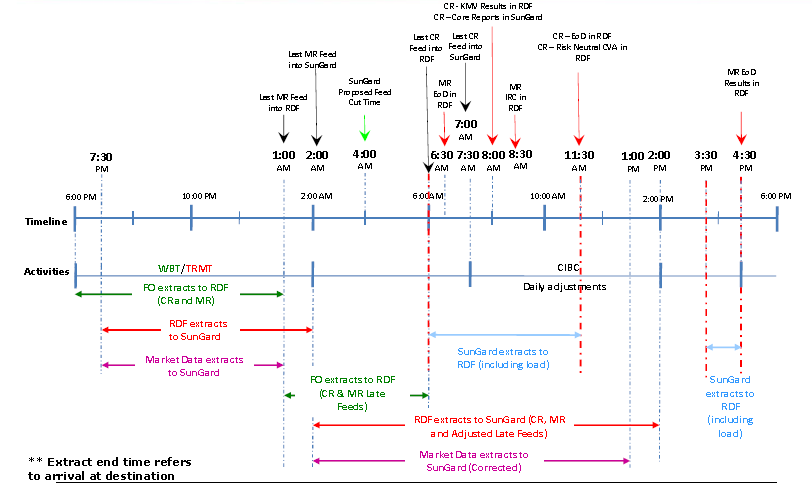 CR - KMV Results in RDF
CR – Core Reports in SunGard
Last CR
Feed into
RDF
Last CR
Feed into
SunGard
CR – EoD in RDF
CR – Risk Neutral CVA in
RDF
Last MR Feed
into SunGard
SunGard
Proposed Feed
Cut Time
MR
EoD in
RDF
MR
IRC in
RDF
MR EoD
Results in
RDF
Last MR Feed
into RDF
7:00
AM
7:30
PM
1:00
AM
2:00
AM
4:00
AM
6:30
AM
7:30
AM
8:00
AM
8:30
AM
11:30
AM
1:00
PM
2:00
PM
3:30
PM
4:30
PM
6:00 PM
10:00 PM
2:00 AM
6:00 AM
10:00 AM
2:00 PM
6:00 PM
Timeline
Activities
WBT/TRMT
CIBC
Daily adjustments
FO extracts to RDF
(CR and MR)
RDF extracts
to SunGard
Market Data extracts
to SunGard
SunGard extracts to
RDF (including load)
FO extracts to RDF
(CR & MR Late
Feeds)
SunGard
extracts to
RDF
(including
load)
RDF extracts to SunGard (CR, MR
and Adjusted Late Feeds)
Market Data extracts to
SunGard (Corrected)
** Extract end time refers
to arrival at destination